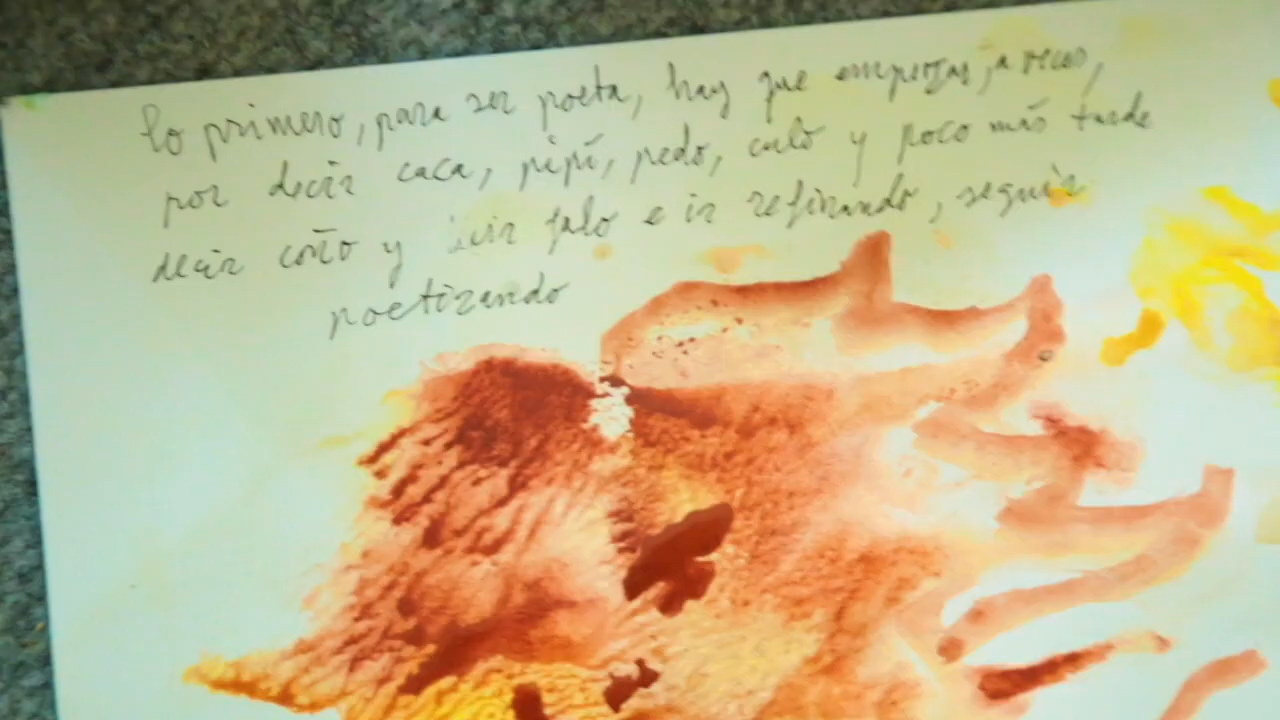 lo primero, para ser poeta, hay que empezar, a veces,
por decir caca, pipí, pedo, culo y poco más tarde
decir coño y falo e ir refinando, seguir
poetizando